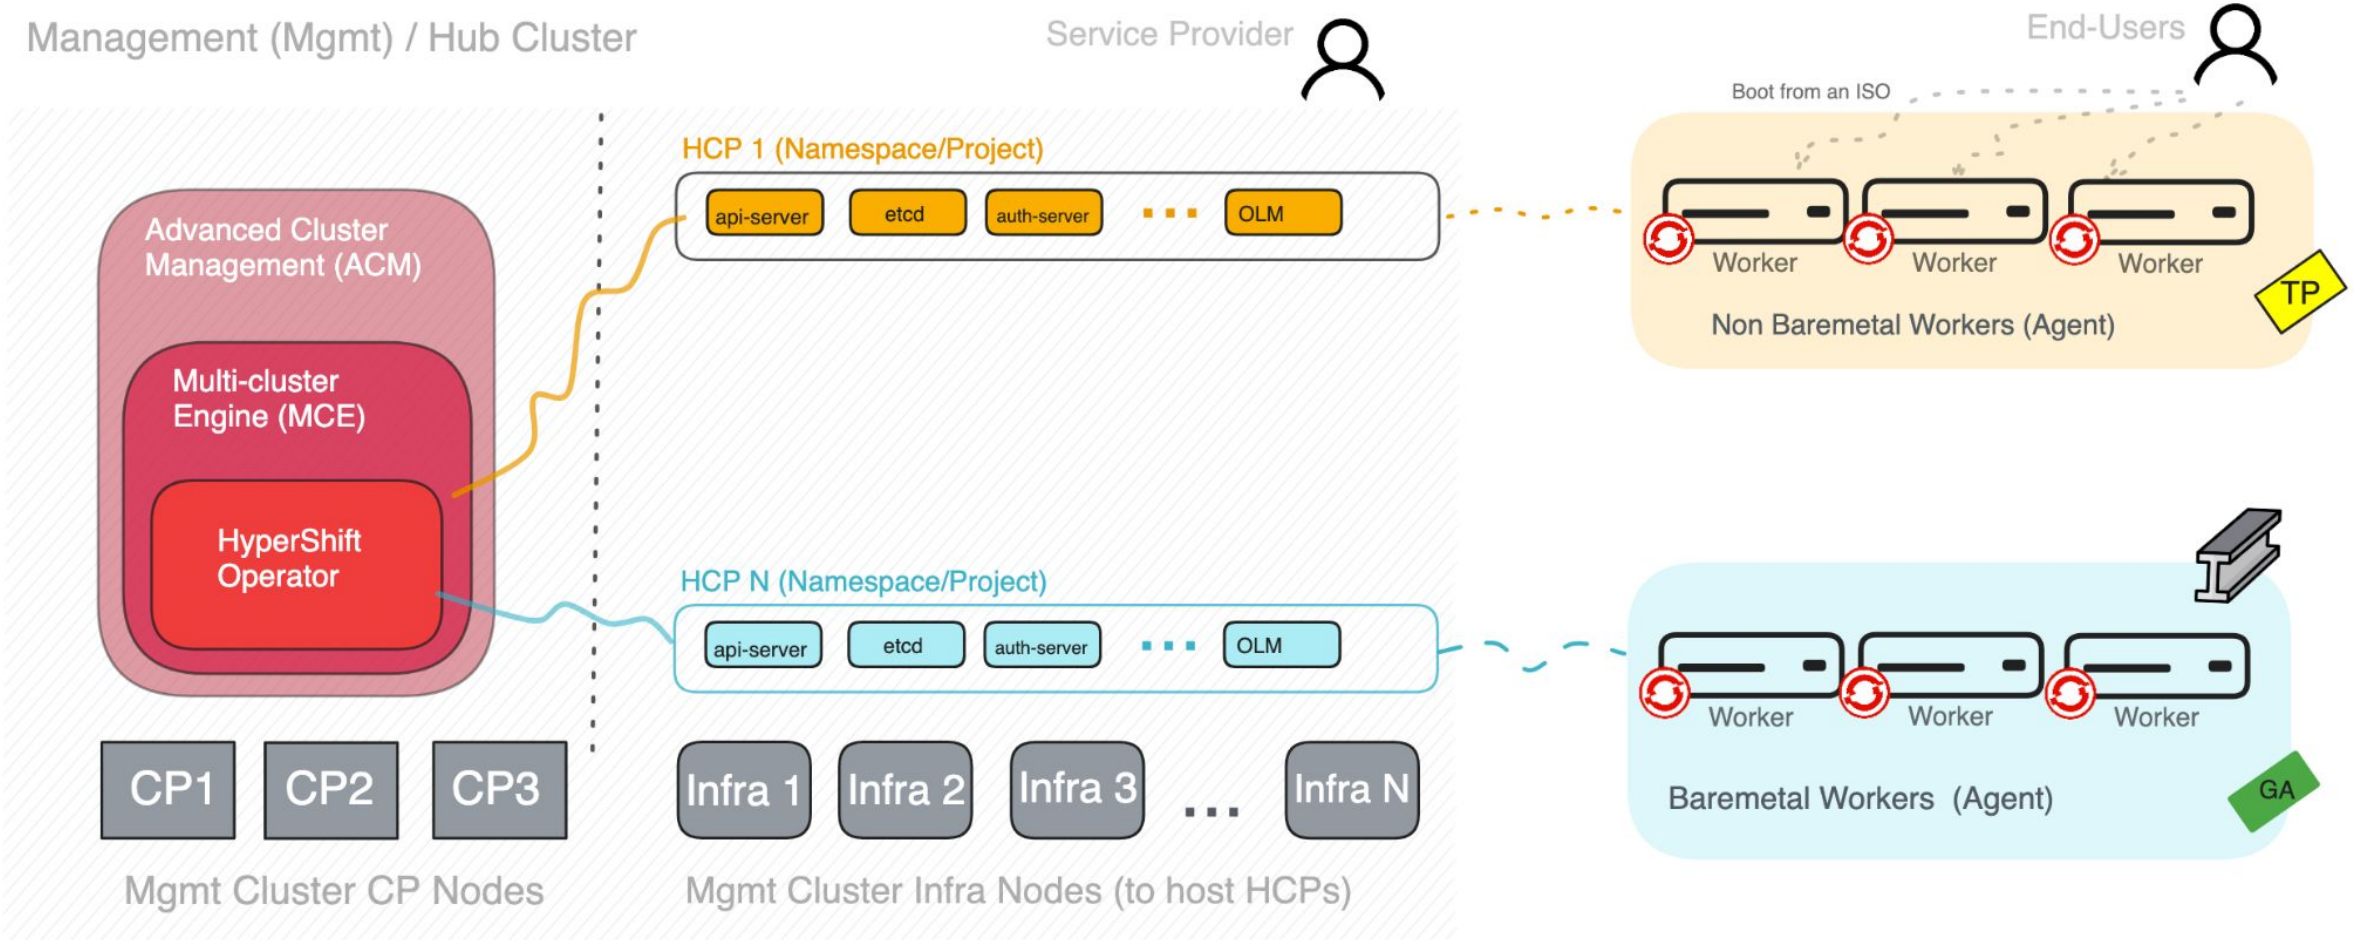 Management (Mgmt) / Hub Cluster
Service Provider
End-Users
Boot from an ISO
HCP 1 (Namespace/Project)
api-server
etcd
auth-server
...
OLM
Worker
Worker
Worker
Non Baremetal Workers (Agent)
TP
Advanced Cluster
Management (ACM)
Multi-cluster
Engine (MCE)
HyperShift
Operator
HCP N (Namespace/Project)
api-server
etcd
auth-server
...
OLM
Worker
Worker
Worker
Baremetal Workers (Agent)
GA
CP1
CP2
CP3
Infra 1
Infra 2
Infra 3
...
Infra N
Mgmt Cluster CP Nodes
Mgmt Cluster Infra Nodes (to host HCPs)